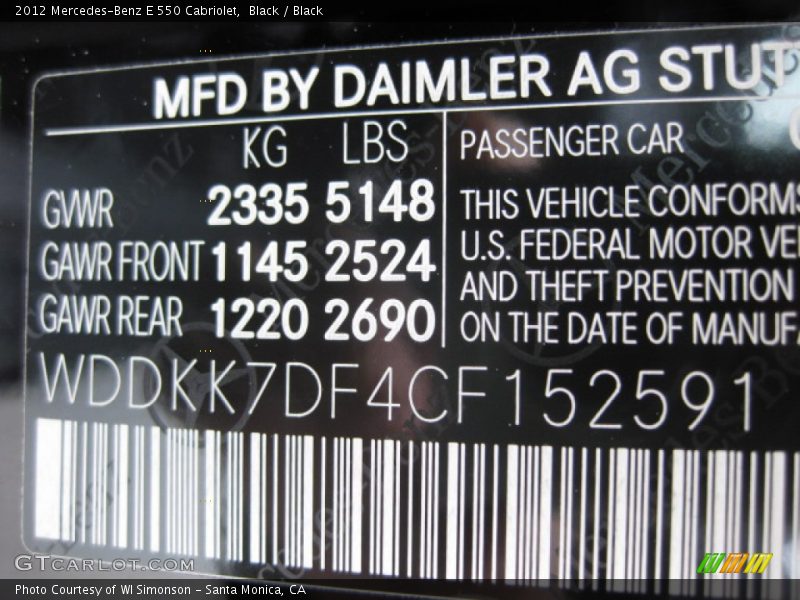 2012 Mercedes-Benz E 550 Cabriolet, Black / Black
MFD BY DAIMLER AG STUT
KG LBS
GVWR 2335 5148
GAWR FRONT 1145 2524
GAWR REAR 1220 2690
PASSENGER CAR
THIS VEHICLE CONFORMS
U.S. FEDERAL MOTOR VE
AND THEFT PREVENTION
ON THE DATE OF MANUFA
WDDKK7DF4CF152591
GTCARLOT.COM
Photo Courtesy of WI Simonson - Santa Monica, CA